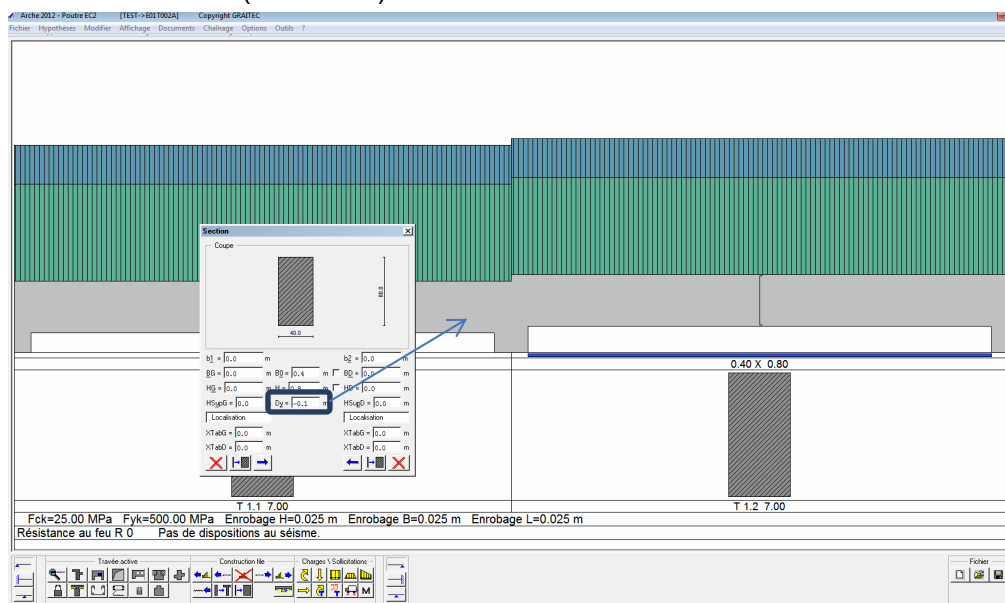 Arche 2012 - Poutre EC2 [TEST->E01T002A] Copyright GRAITEC
Fichier Hypothèses Modifier Affichage Documents Chaînage Options Outils ?
Section
Coupe
80.0
40.0
b1 = 0.0 m b2 = 0.0 m
BG = 0.0 m B0 = 0.4 m BD = 0.0 m
HG = 0.0 m H = 0.8 m HD = 0.0 m
HSupG = 0.0 Dy = -0.1 m HSupD = 0.0 m
Localisation Localisation
XTabG = 0.0 m XTabG = 0.0 m
XTabD = 0.0 m XTabD = 0.0 m
0.40 X 0.80
T 1.1 7.00 T 1.2 7.00
Fck=25.00 MPa Fyk=500.00 MPa Enrobage H=0.025 m Enrobage B=0.025 m Enrobage L=0.025 m
Résistance au feu R 0 Pas de dispositions au séisme.
Travée active Construction file Charges \ Sollicitations Fichier
M